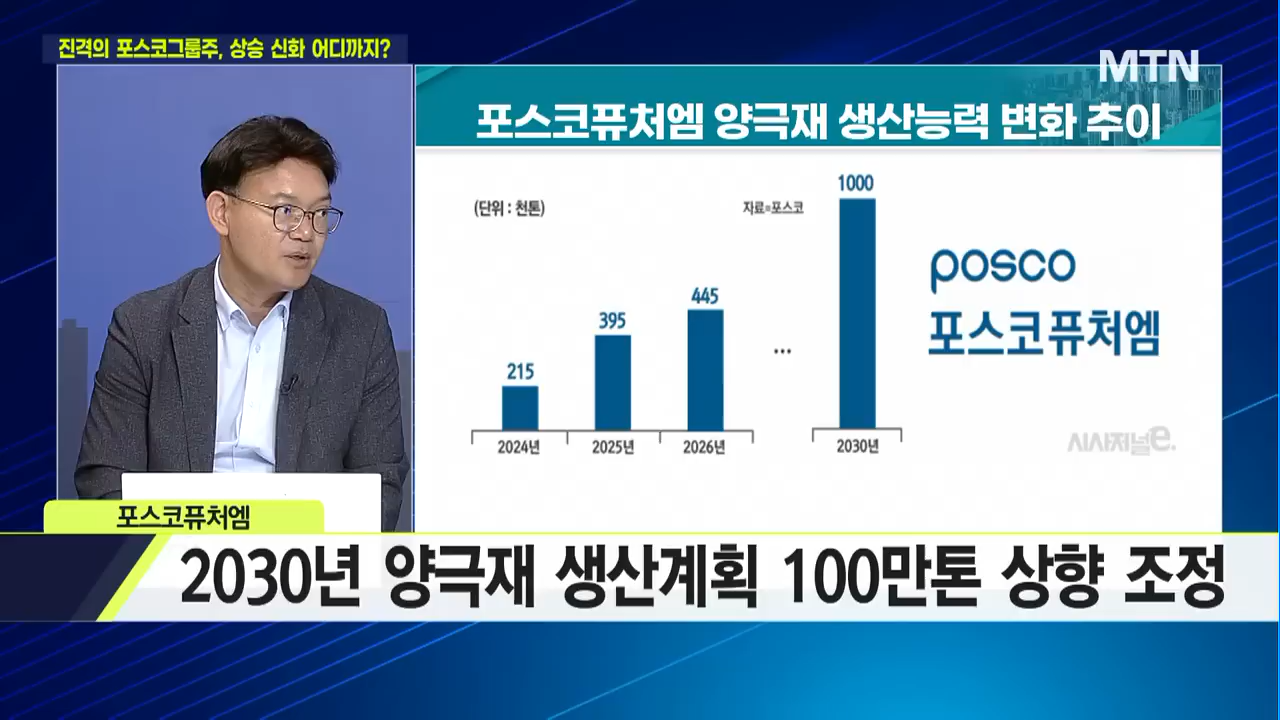 진격의 포스코그룹주, 상승 신화 어디까지?
MTN
포스코퓨처엠 양극재 생산능력 변화 추이
(단위 : 천톤)
자료=포스코
215
395
445
...
1000
2024년
2025년
2026년
2030년
posco
포스코퓨처엠
시사저널e.
포스코퓨처엠
2030년 양극재 생산계획 100만톤 상향 조정